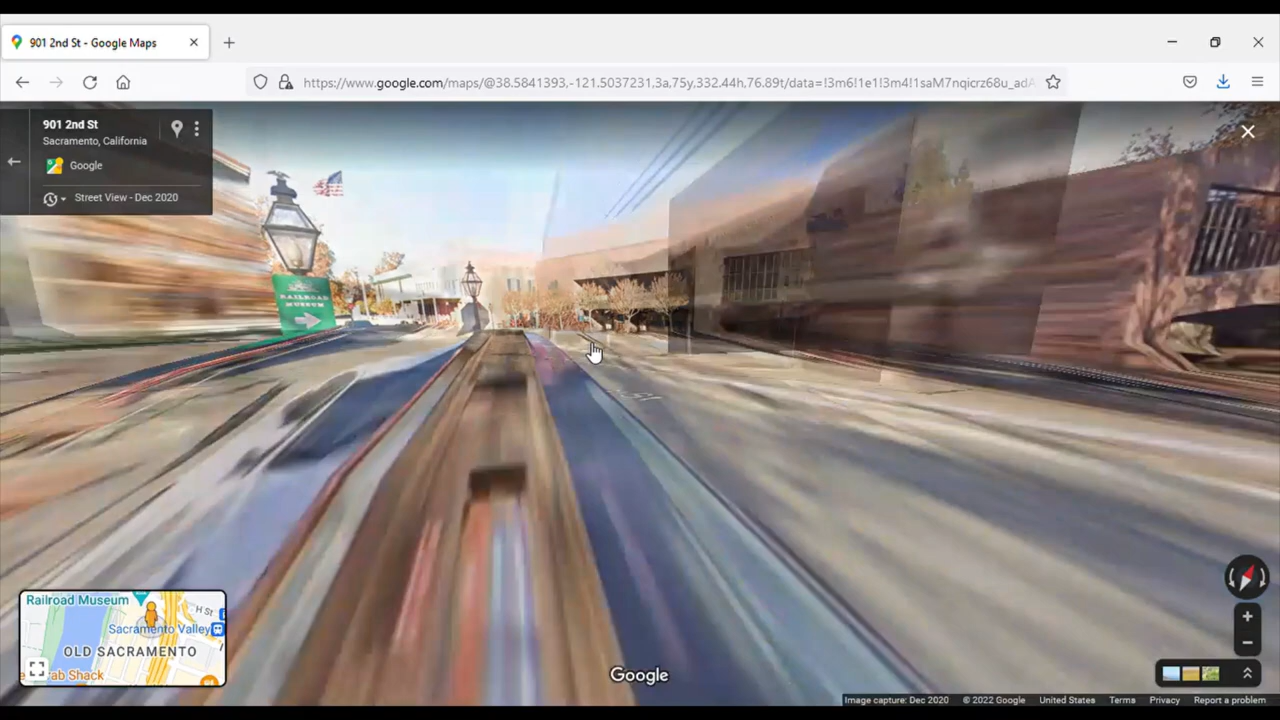 901 2nd St - Google Maps
https://www.google.com/maps/@38.5841393,-121.5037231,3a,75y,332.44h,76.89t/data=!3m6!1e1!3m4!1saM7nqicrz68u_ad
901 2nd St
Sacramento, California
Google
Street View - Dec 2020
RAILROAD
MUSEUM
Railroad Museum
H St
Sacramento Valley
OLD SACRAMENTO
rab Shack
Google
Image capture: Dec 2020 © 2022 Google United States Terms Privacy Report a problem